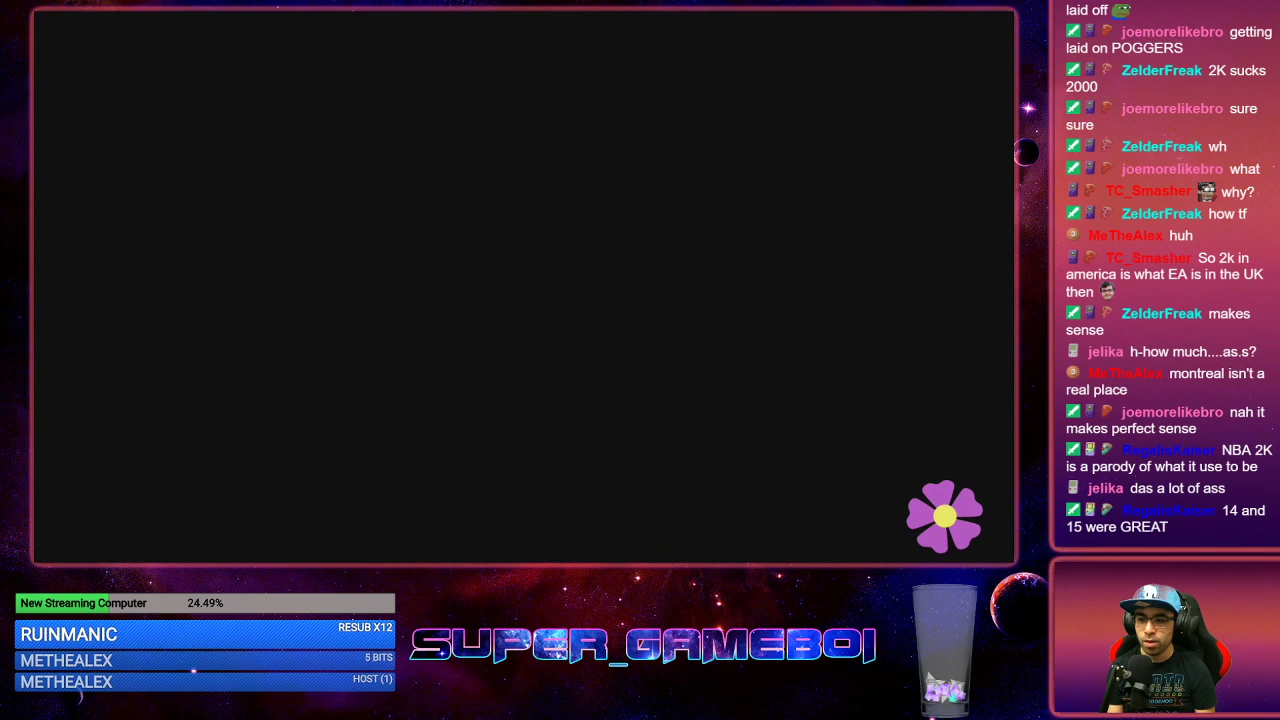 laid off
joemorelikebro getting
laid on POGGERS
ZelderFreak 2K sucks
2000
joemorelikebro sure
sure
ZelderFreak wh
joemorelikebro what
TC_Smasher why?
ZelderFreak how tf
3 MeTheAlex huh
TC_Smasher So 2k in
america is what EA is in the UK
then
ZelderFreak makes
sense
jelika h-how much....as.s?
3 MeTheAlex montreal isn't a
real place
joemorelikebro nah it
makes perfect sense
RegalisKaiser NBA 2K
is a parody of what it use to be
jelika das a lot of ass
RegalisKaiser 14 and
15 were GREAT
New Streaming Computer 24.49%
RUINMANIC RESUB X12
METHEALEX 5 BITS
METHEALEX HOST (1)
SUPER_GAMEBOI